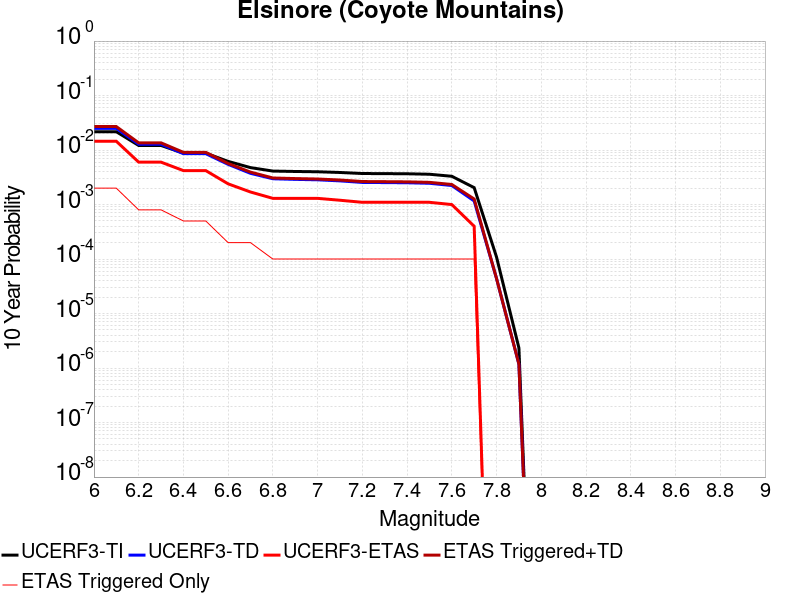 Elsinore (Coyote Mountains)
10^0
10^-1
10^-2
10^-3
10^-4
10^-5
10^-6
10^-7
10^-8
10 Year Probability
6 6.2 6.4 6.6 6.8 7 7.2 7.4 7.6 7.8 8 8.2 8.4 8.6 8.8 9
Magnitude
UCERF3-TI UCERF3-TD UCERF3-ETAS ETAS Triggered+TD
ETAS Triggered Only